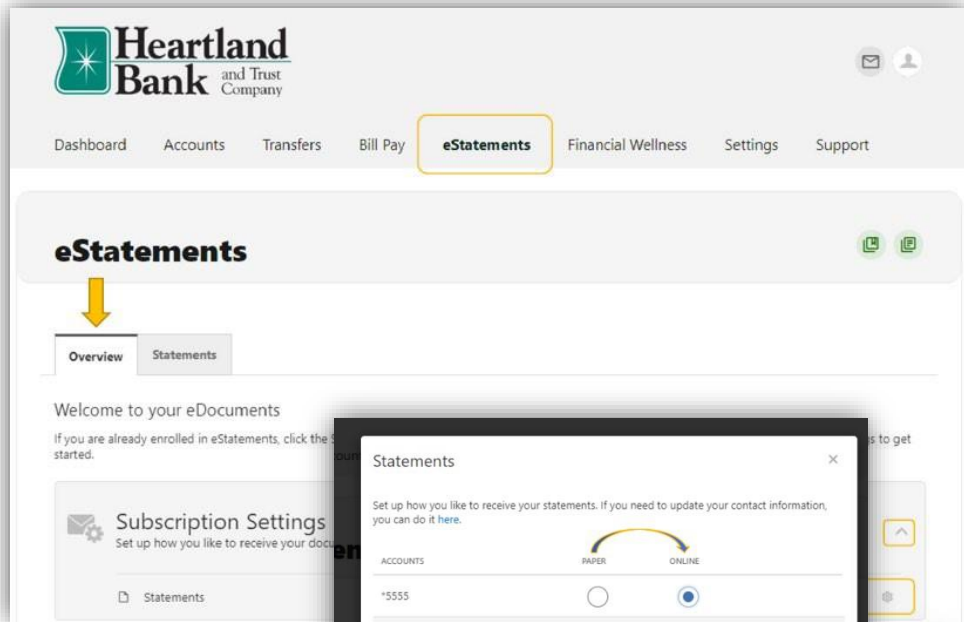 Heartland
Bank and Trust Company
Dashboard Accounts Transfers Bill Pay eStatements Financial Wellness Settings Support
eStatements
Overview Statements
Welcome to your eDocuments
If you are already enrolled in eStatements, click the S
s to get
started.
Subscription Settings
Set up how you like to receive your docu
Statements
Statements
Set up how you like to receive your statements. If you need to update your contact information,
you can do it here.
ACCOUNTS PAPER ONLINE
*5555